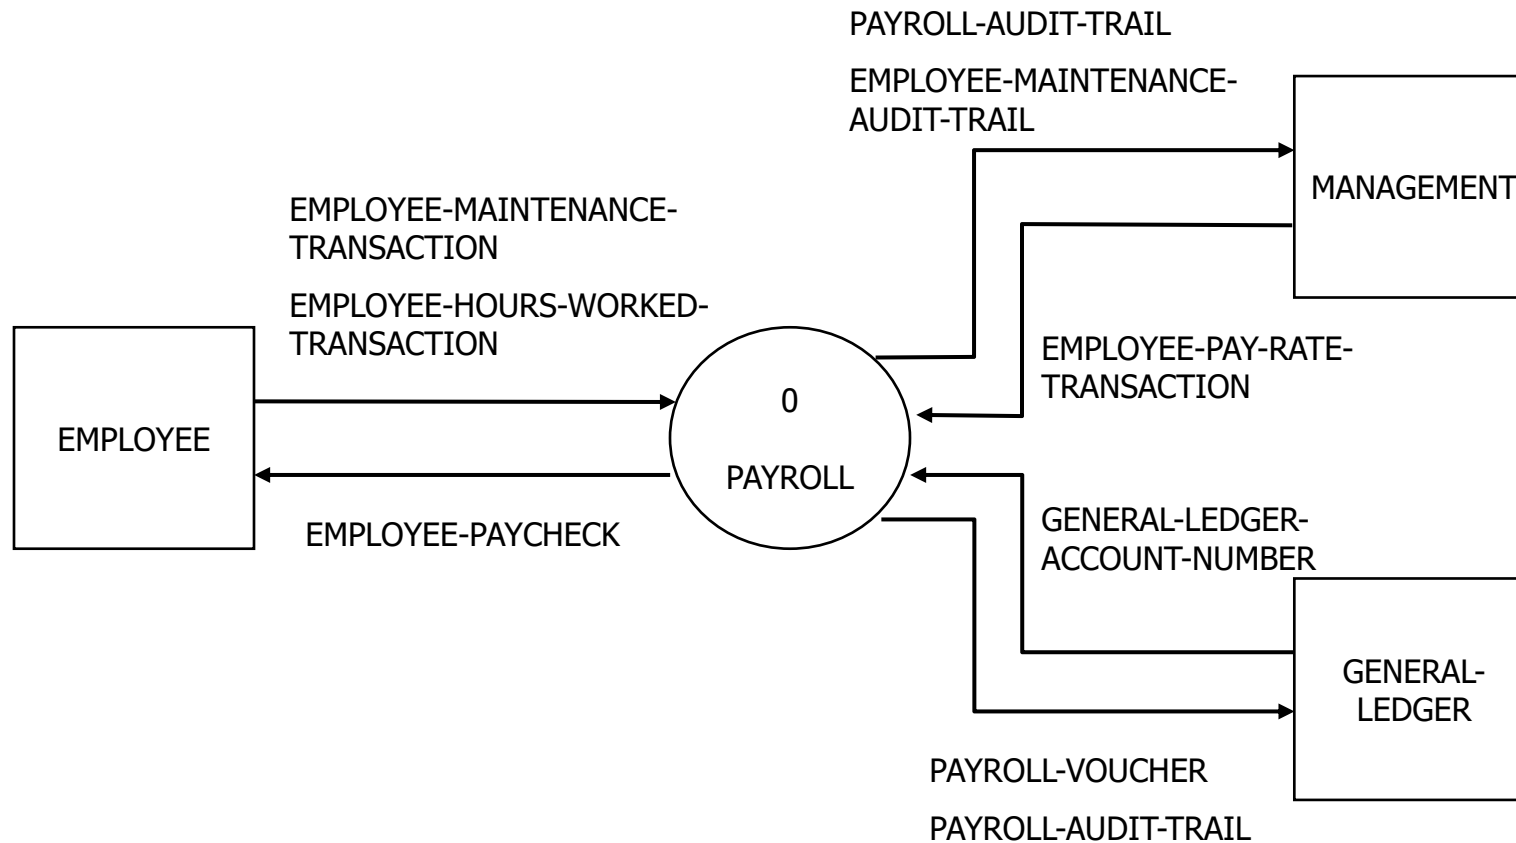 PAYROLL-AUDIT-TRAIL
EMPLOYEE-MAINTENANCE-
AUDIT-TRAIL
MANAGEMENT
EMPLOYEE-MAINTENANCE-
TRANSACTION
EMPLOYEE-HOURS-WORKED-
TRANSACTION
EMPLOYEE-PAY-RATE-
TRANSACTION
0
PAYROLL
EMPLOYEE
EMPLOYEE-PAYCHECK
GENERAL-LEDGER-
ACCOUNT-NUMBER
GENERAL-
LEDGER
PAYROLL-VOUCHER
PAYROLL-AUDIT-TRAIL